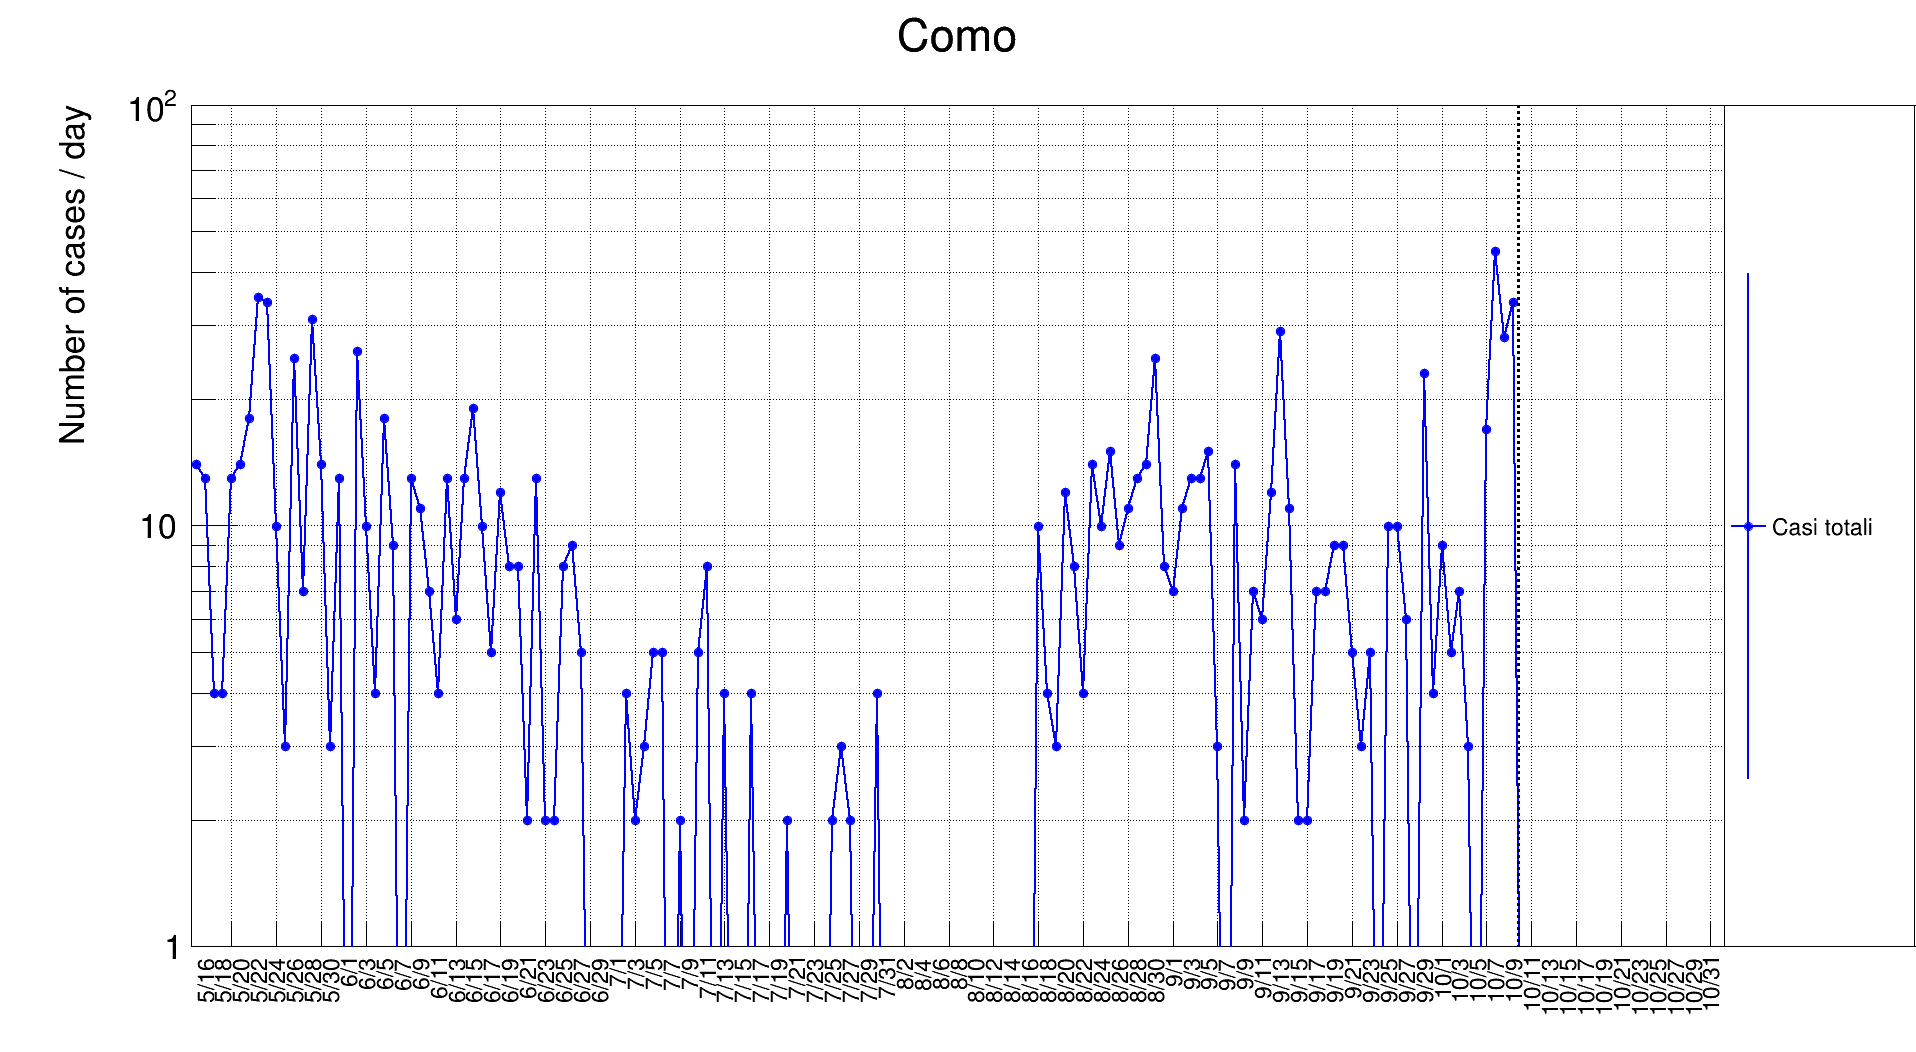 Como
Number of cases / day
10²
10
1
Casi totali
5/16 5/18 5/20 5/22 5/24 5/26 5/28 5/30 6/1 6/3 6/5 6/7 6/9 6/11 6/13 6/15 6/17 6/19 6/21 6/23 6/25 6/27 6/29 7/1 7/3 7/5 7/7 7/9 7/11 7/13 7/15 7/17 7/19 7/21 7/23 7/25 7/27 7/29 7/31 8/2 8/4 8/6 8/8 8/10 8/12 8/14 8/16 8/18 8/20 8/22 8/24 8/26 8/28 8/30 9/1 9/3 9/5 9/7 9/9 9/11 9/13 9/15 9/17 9/19 9/21 9/23 9/25 9/27 9/29 10/1 10/3 10/5 10/7 10/9 10/11 10/13 10/15 10/17 10/19 10/21 10/23 10/25 10/27 10/29 10/31